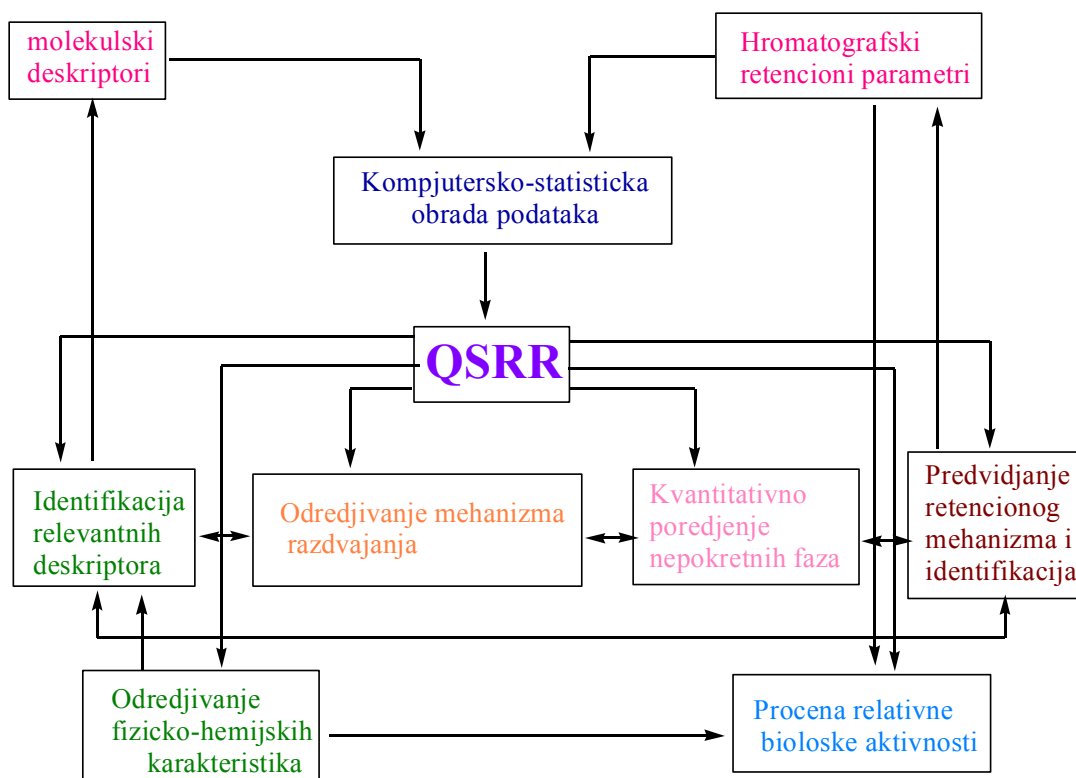 molekulski
deskriptori
Hromatografski
retencioni parametri
Kompjutersko-statisticka
obrada podataka
QSRR
Identifikacija
relevantnih
deskriptora
Odredjivanje mehanizma
razdvajanja
Kvantitativno
poredjenje
nepokretnih faza
Predvidjanje
retencionog
mehanizma i
identifikacija
Odredjivanje
fizicko-hemijskih
karakteristika
Procena relativne
bioloske aktivnosti